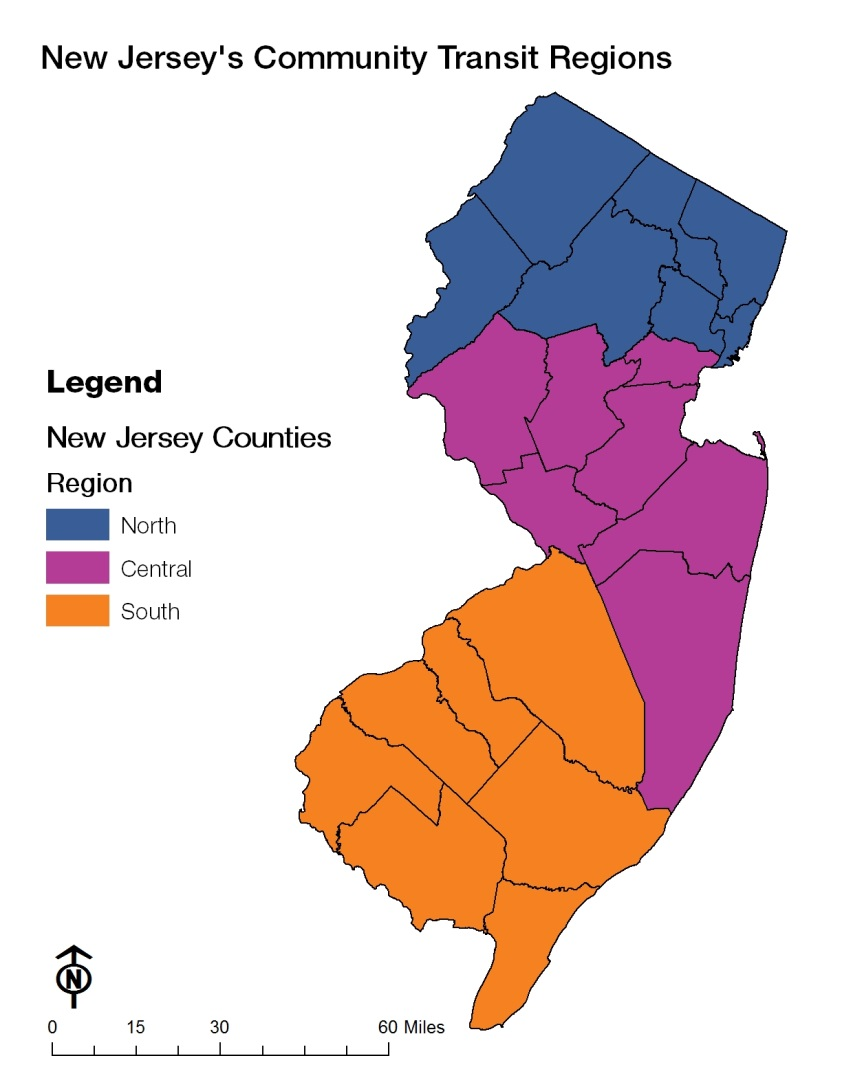 New Jersey's Community Transit Regions
Legend
New Jersey Counties
Region
North
Central
South
N
0 15 30 60 Miles